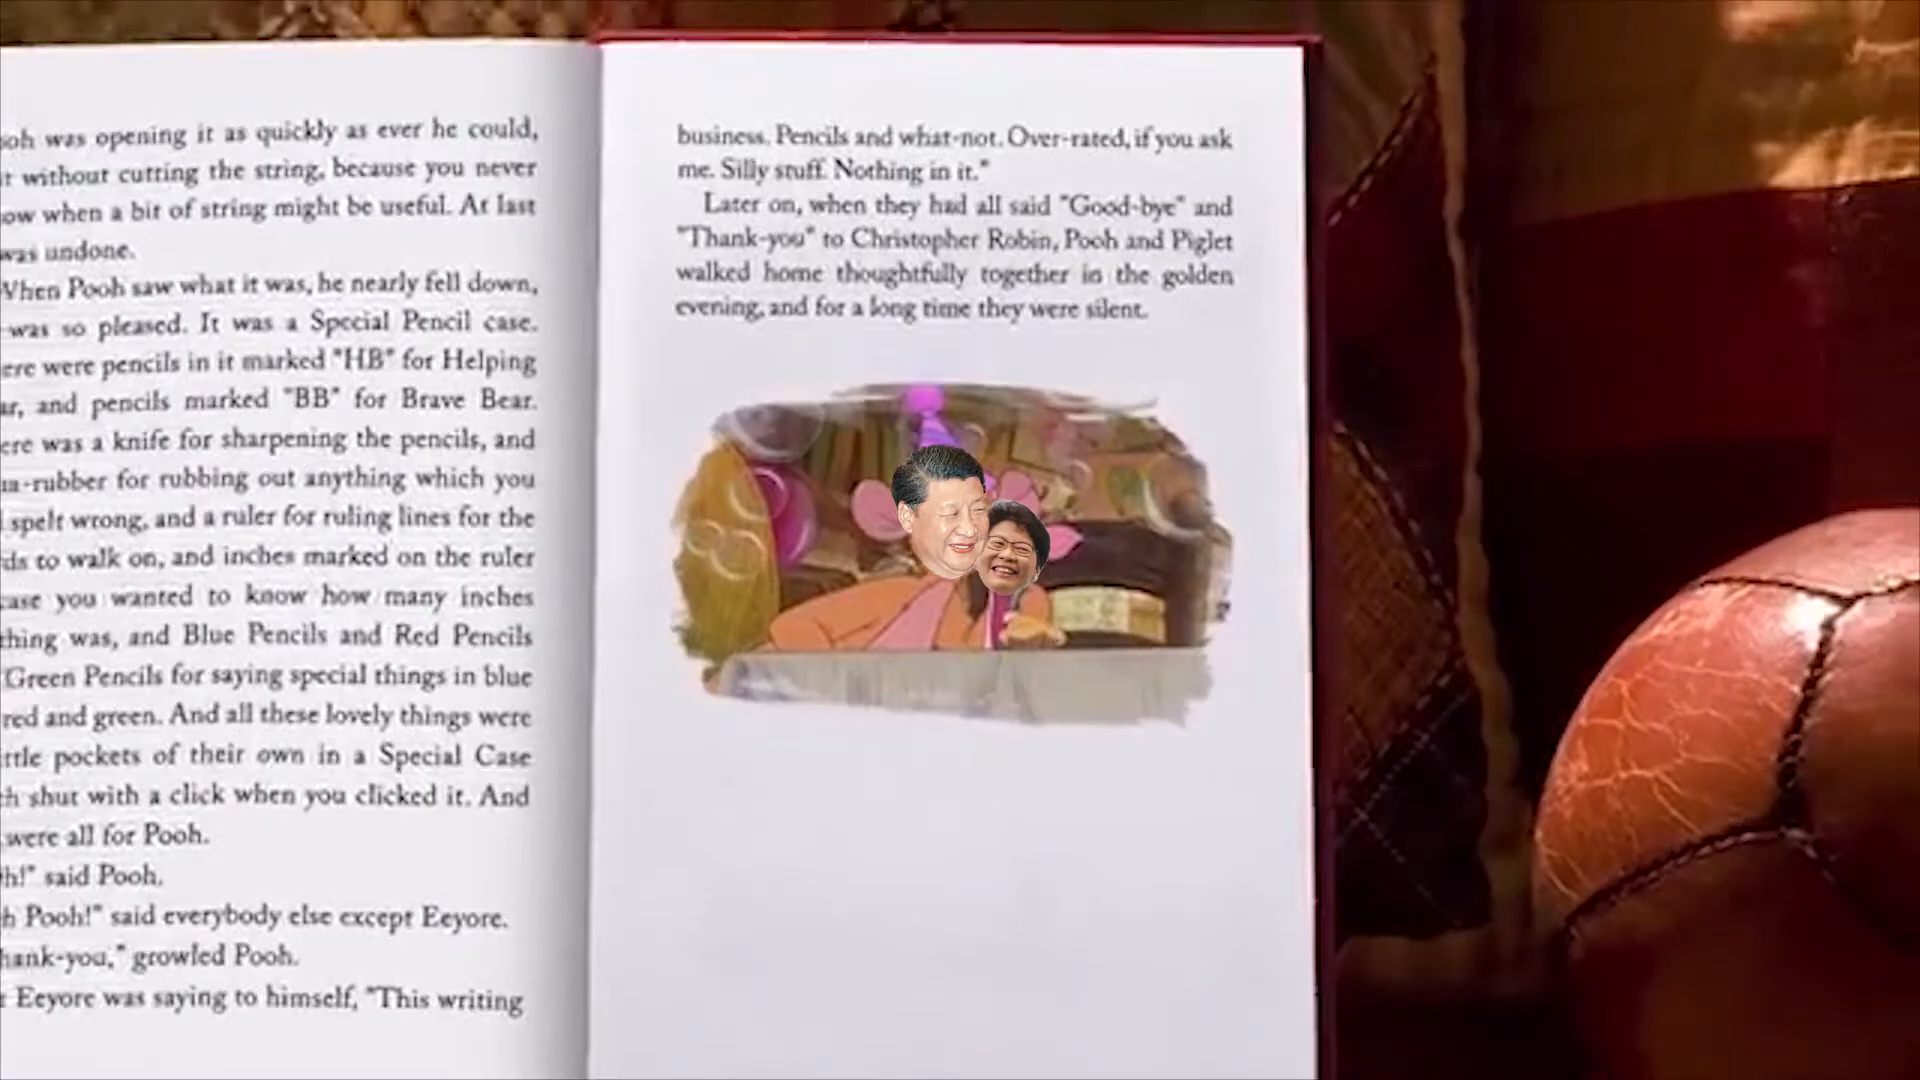 was opening it as quickly as ever he could,
without cutting the string, because you never
when a bit of string might be useful. At last
was undone.
When Pooh saw what it was, he nearly fell down,
was so pleased. It was a Special Pencil case.
were pencils in it marked "HB" for Helping
and pencils marked "BB" for Brave Bear.
was a knife for sharpening the pencils, and
-rubber for rubbing out anything which you
spelt wrong, and a ruler for ruling lines for the
to walk on, and inches marked on the ruler
you wanted to know how many inches
thing was, and Blue Pencils and Red Pencils
Green Pencils for saying special things in blue
red and green. And all these lovely things were
pockets of their own in a Special Case
shut with a click when you clicked it. And
were all for Pooh.
said Pooh.
Pooh!" said everybody else except Eeyore.
growled Pooh.
Eeyore was saying to himself, "This writing
business. Pencils and what-not. Over-rated, if you ask
me. Silly stuff. Nothing in it."
Later on, when they had all said "Good-bye" and
"Thank-you" to Christopher Robin, Pooh and Piglet
walked home thoughtfully together in the golden
evening, and for a long time they were silent.